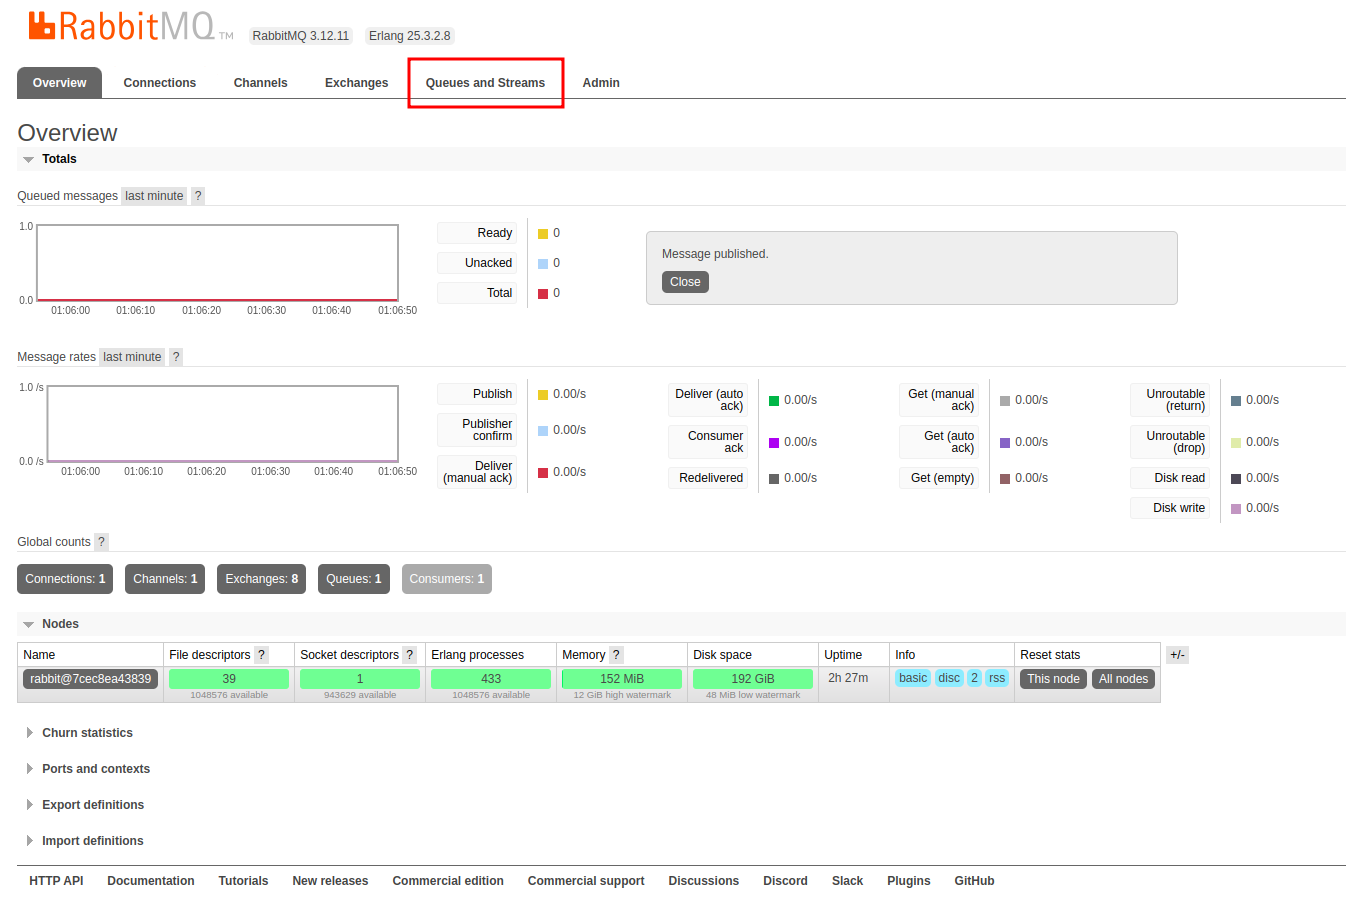 RabbitMQ TM RabbitMQ 3.12.11 Erlang 25.3.2.8
Overview Connections Channels Exchanges Queues and Streams Admin
Overview
Totals
Queued messages last minute ?
1.0
0.0
01:06:00 01:06:10 01:06:20 01:06:30 01:06:40 01:06:50
Ready 0
Unacked 0
Total 0
Message published.
Close
Message rates last minute ?
1.0 /s
0.0 /s
01:06:00 01:06:10 01:06:20 01:06:30 01:06:40 01:06:50
Publish 0.00/s
Publisher
confirm 0.00/s
Deliver
(manual ack) 0.00/s
Deliver (auto
ack) 0.00/s
Consumer
ack 0.00/s
Redelivered 0.00/s
Get (manual
ack) 0.00/s
Get (auto
ack) 0.00/s
Get (empty) 0.00/s
Unroutable
(return) 0.00/s
Unroutable
(drop) 0.00/s
Disk read 0.00/s
Disk write 0.00/s
Global counts ?
Connections: 1 Channels: 1 Exchanges: 8 Queues: 1 Consumers: 1
Nodes
Name File descriptors ? Socket descriptors ? Erlang processes Memory ? Disk space Uptime Info Reset stats +/-
rabbit@7cec8ea43839 39 1 433 152 MiB 192 GiB 2h 27m basic disc 2 rss This node All nodes
1048576 available 943629 available 1048576 available 12 GiB high watermark 48 MiB low watermark
Churn statistics
Ports and contexts
Export definitions
Import definitions
HTTP API Documentation Tutorials New releases Commercial edition Commercial support Discussions Discord Slack Plugins GitHub